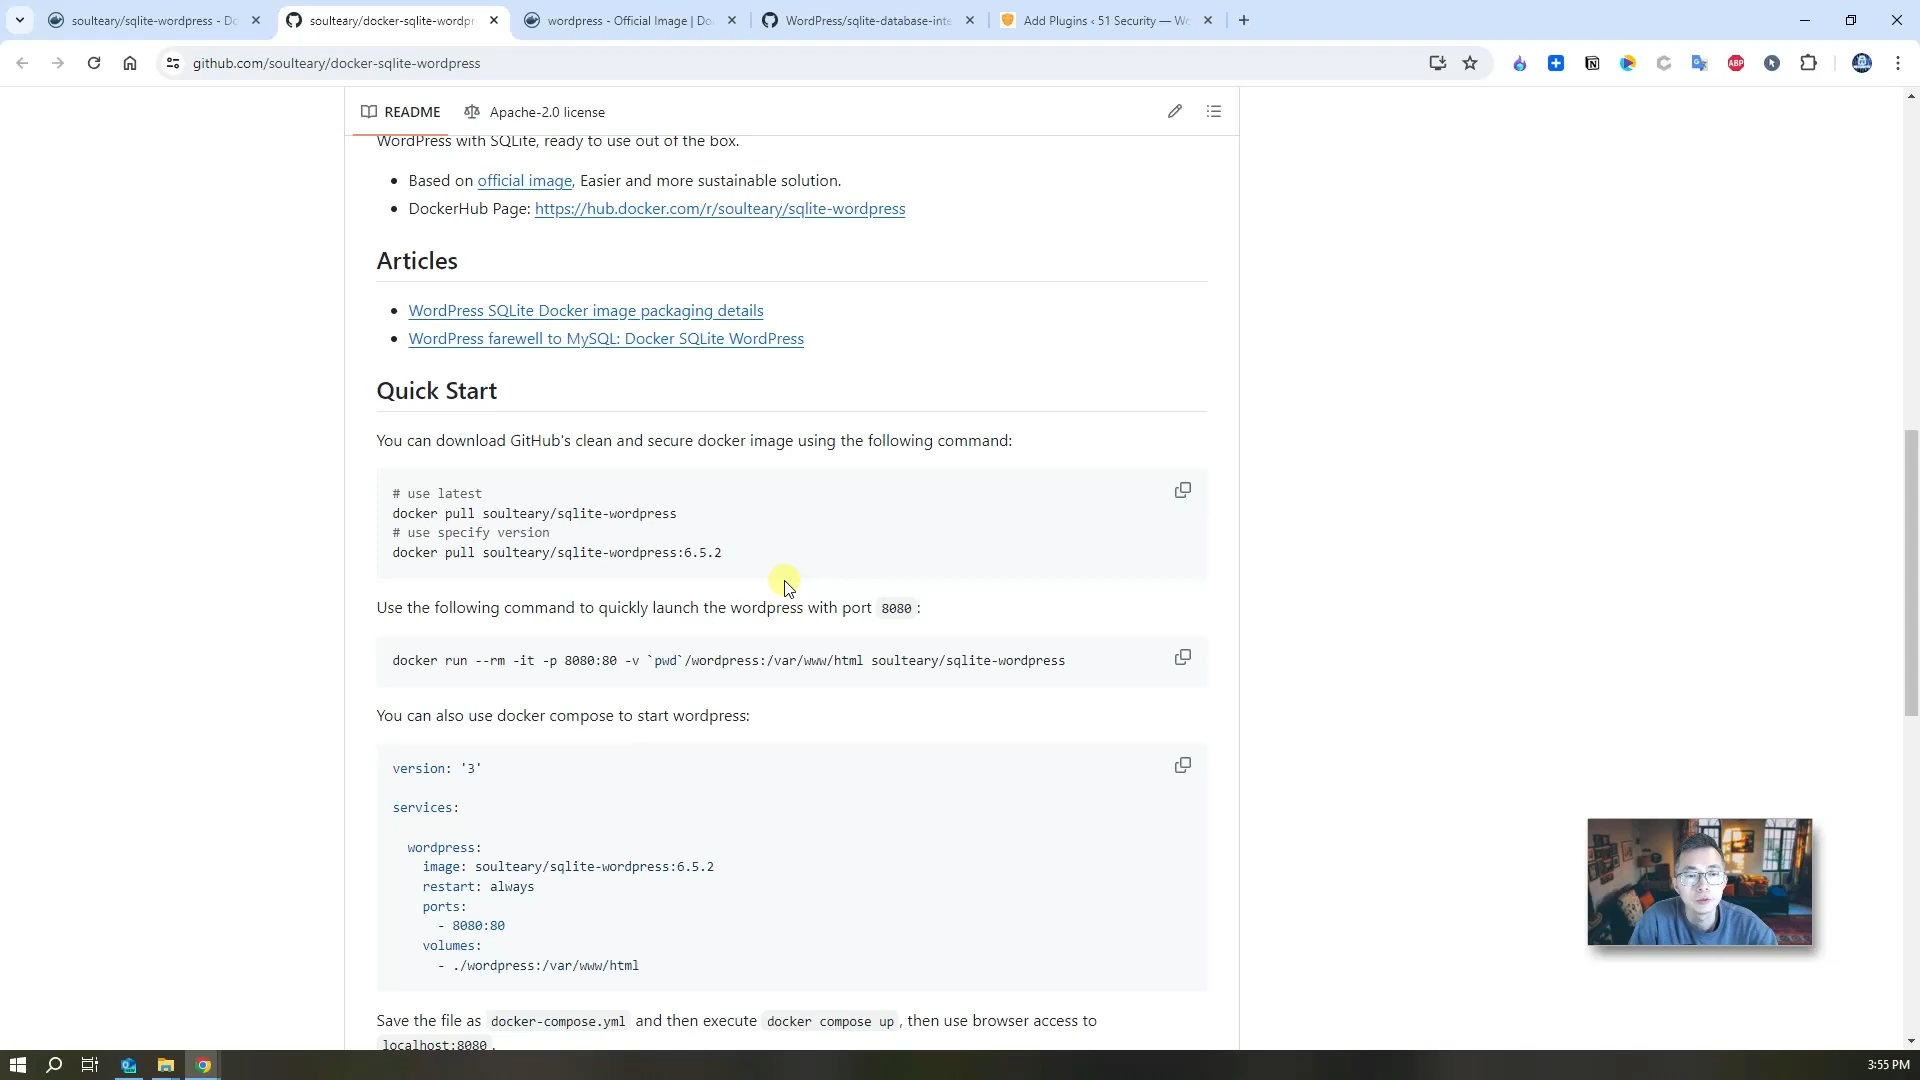 soulteary/sqlite-wordpress - Do
soulteary/docker-sqlite-wordpr
wordpress - Official Image | Do
WordPress/sqlite-database-inte
Add Plugins ‹ 51 Security — Wo
github.com/soulteary/docker-sqlite-wordpress
README
Apache-2.0 license
WordPress with SQLite, ready to use out of the box.
• Based on official image, Easier and more sustainable solution.
• DockerHub Page: https://hub.docker.com/r/soulteary/sqlite-wordpress
Articles
• WordPress SQLite Docker image packaging details
• WordPress farewell to MySQL: Docker SQLite WordPress
Quick Start
You can download GitHub's clean and secure docker image using the following command:
# use latest
docker pull soulteary/sqlite-wordpress
# use specify version
docker pull soulteary/sqlite-wordpress:6.5.2
Use the following command to quickly launch the wordpress with port 8080 :
docker run --rm -it -p 8080:80 -v `pwd`/wordpress:/var/www/html soulteary/sqlite-wordpress
You can also use docker compose to start wordpress:
version: '3'
services:
wordpress:
image: soulteary/sqlite-wordpress:6.5.2
restart: always
ports:
- 8080:80
volumes:
- ./wordpress:/var/www/html
Save the file as docker-compose.yml and then execute docker compose up , then use browser access to
localhost:8080 .
ABP
3:55 PM